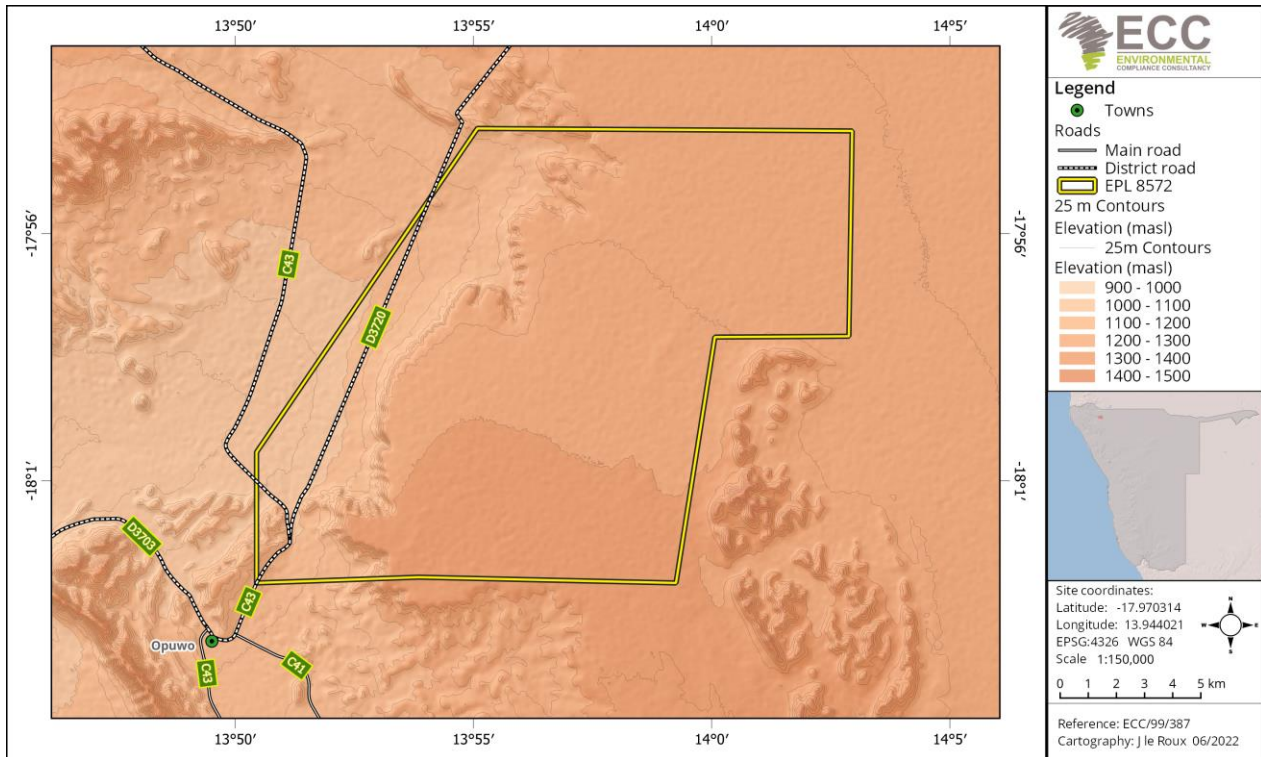 13°50′ 13°55′ 14°0′ 14°5′
-17°56′
-17°56′
-18°1′
-18°1′
C43
D3720
D3703
C43
Opuwo
C43
C41
13°50′ 13°55′ 14°0′ 14°5′
ECC
ENVIRONMENTAL
COMPLIANCE CONSULTANCY
Legend
Towns
Roads
Main road
District road
EPL 8572
25 m Contours
Elevation (masl)
25m Contours
Elevation (masl)
900 - 1000
1000 - 1100
1100 - 1200
1200 - 1300
1300 - 1400
1400 - 1500
Site coordinates:
Latitude: -17.970314
Longitude: 13.944021
EPSG:4326 WGS 84
Scale 1:150,000
N
W E
S
0 1 2 3 4 5 km
Reference: ECC/99/387
Cartography: J le Roux 06/2022